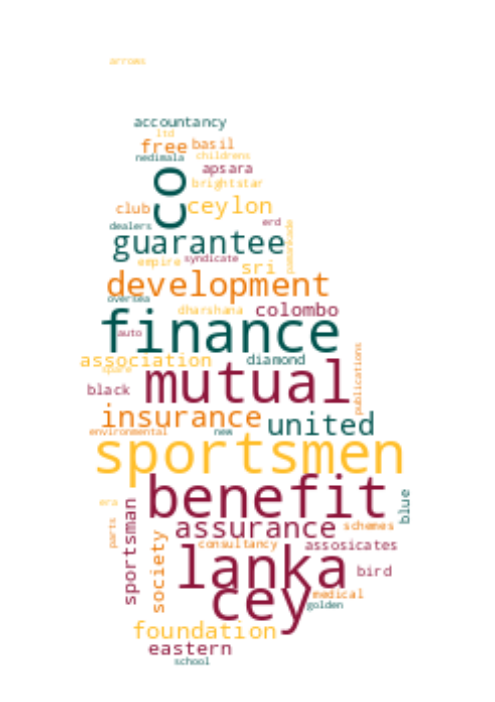 arrows
accountancy
ltd
free
basil
nedimala
childrens
apsara
co
brightstar
club
ceylon
dealers
erd
guarantee
pamankade
empire
syndicate
sri
development
oversea
dharshana
colombo
finance
auto
association
diamond
spare
mutual
publications
black
insurance
united
environmental
new
sportsmen
benefit
era
blue
sportsman
assurance
schemes
parts
society
consultancy
assosicates
lanka
bird
cey
medical
golden
foundation
eastern
school